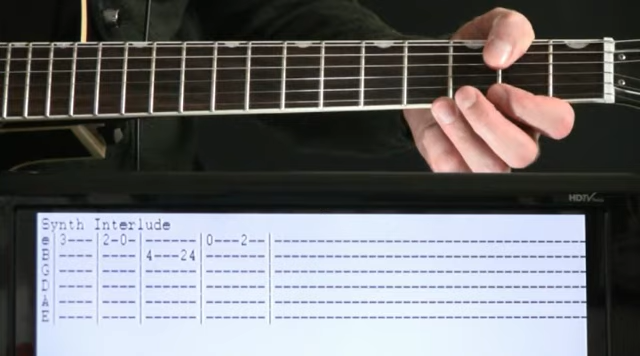 HDTV
Synth Interlude
e|3---|2-0-|------|0---2--|-----------------------------------
B|----|----|4---24|-------|-----------------------------------
G|----|----|------|-------|-----------------------------------
D|----|----|------|-------|-----------------------------------
A|----|----|------|-------|-----------------------------------
E|----|----|------|-------|-----------------------------------